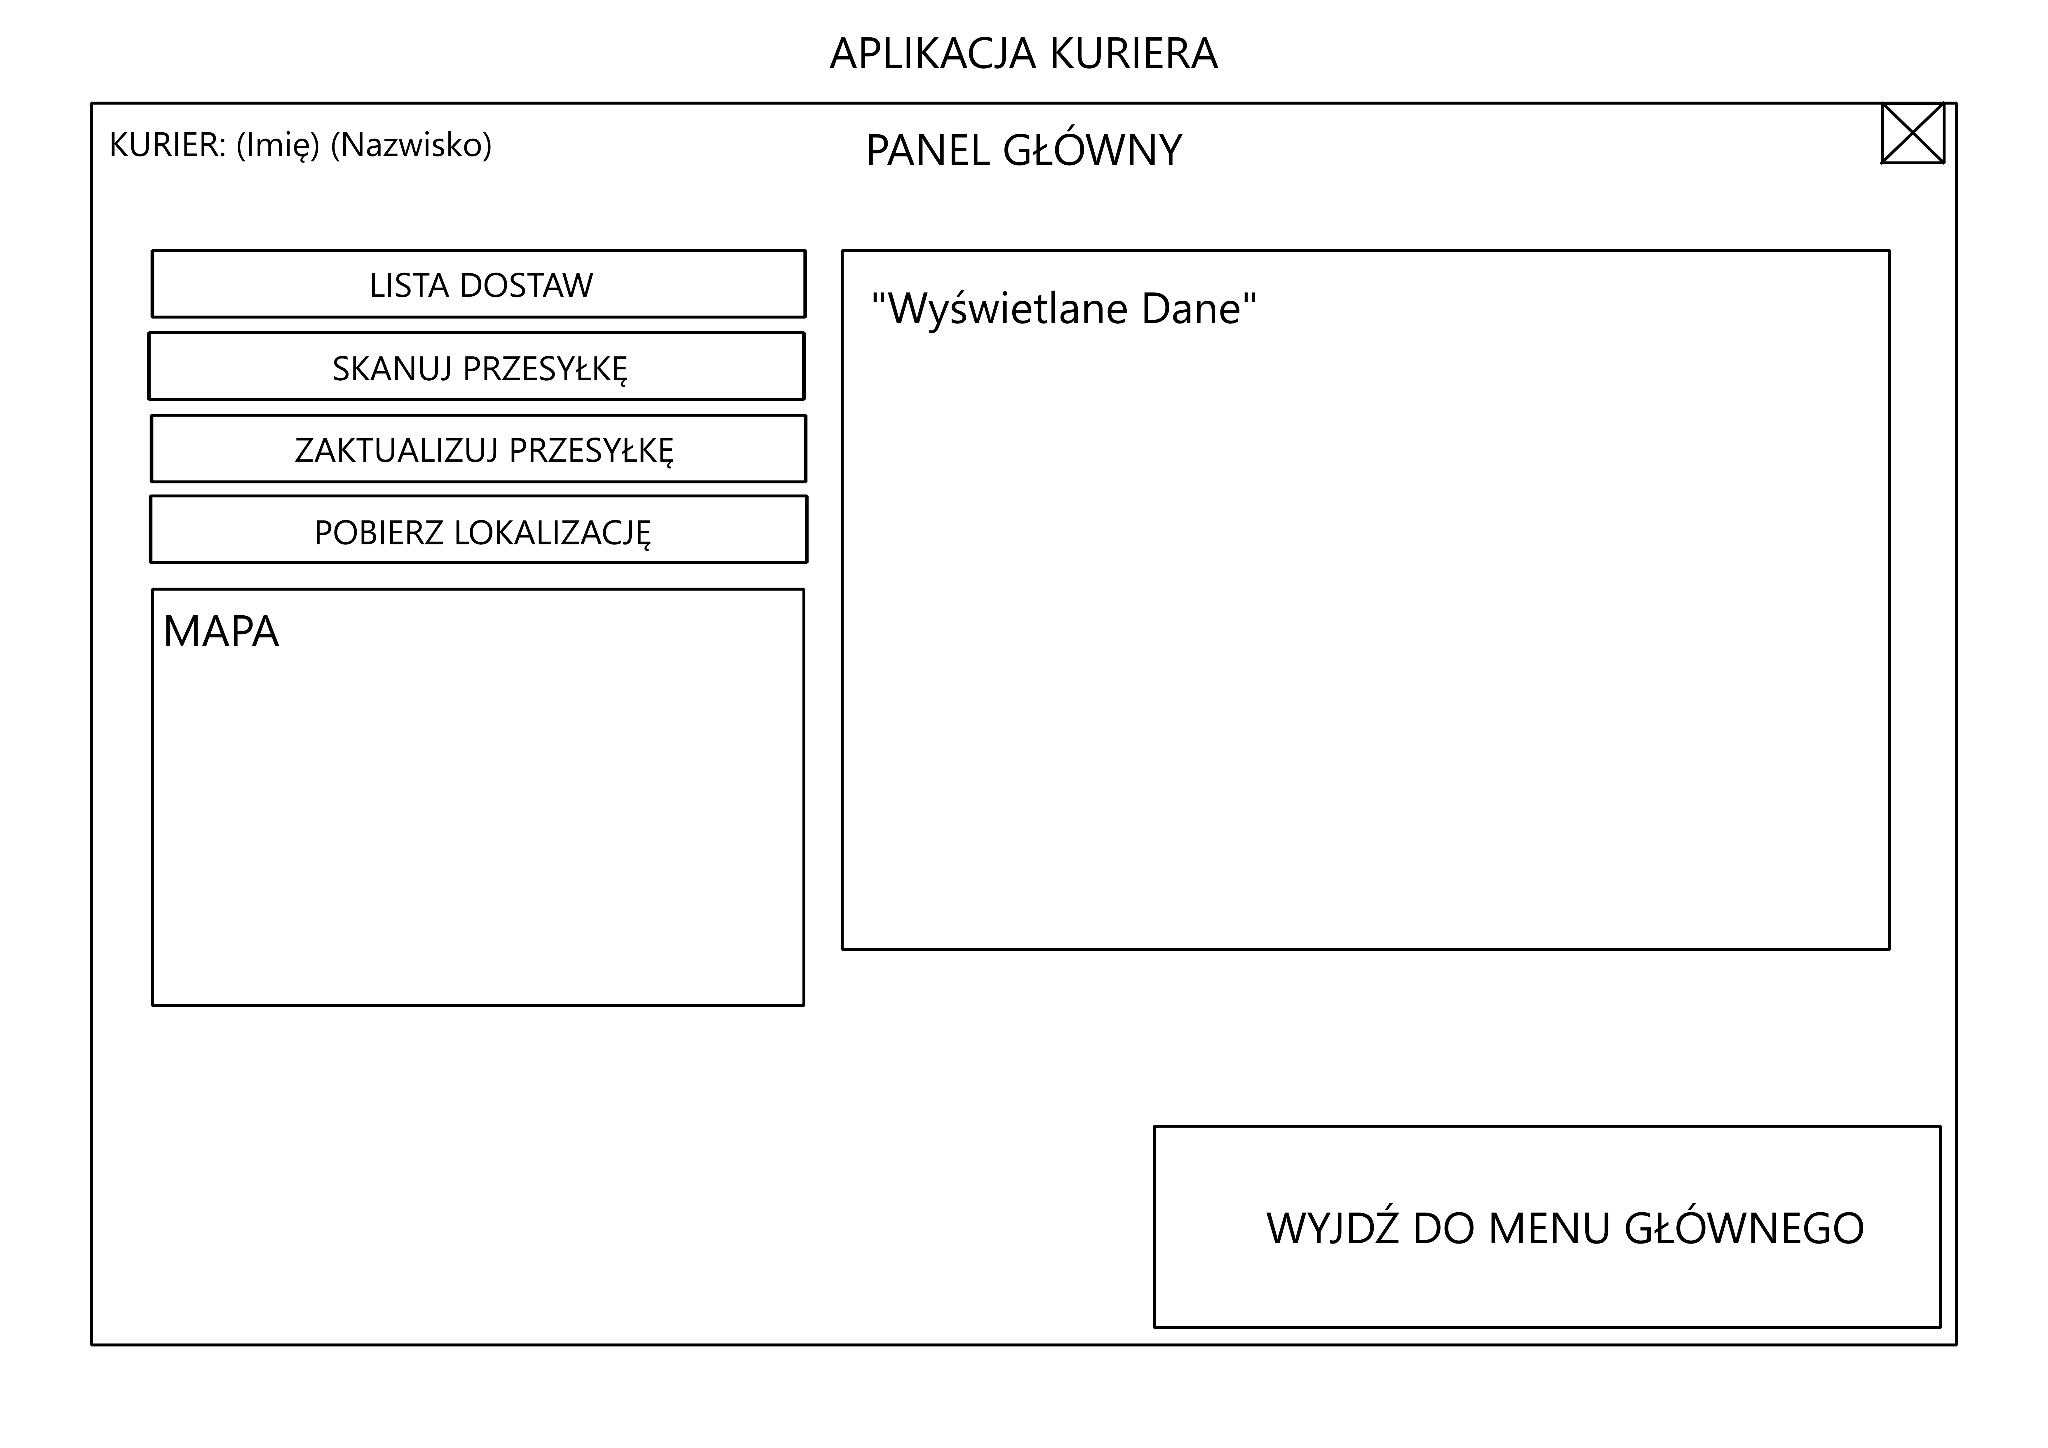 APLIKACJA KURIERA
KURIER: (Imię) (Nazwisko)
PANEL GŁÓWNY
LISTA DOSTAW
SKANUJ PRZESYŁKĘ
ZAKTUALIZUJ PRZESYŁKĘ
POBIERZ LOKALIZACJĘ
MAPA
"Wyświetlane Dane"
WYJDŹ DO MENU GŁÓWNEGO